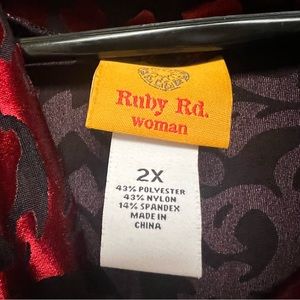 Ruby Rd.
woman
2X
43% POLYESTER
43% NYLON
14% SPANDEX
MADE IN
CHINA